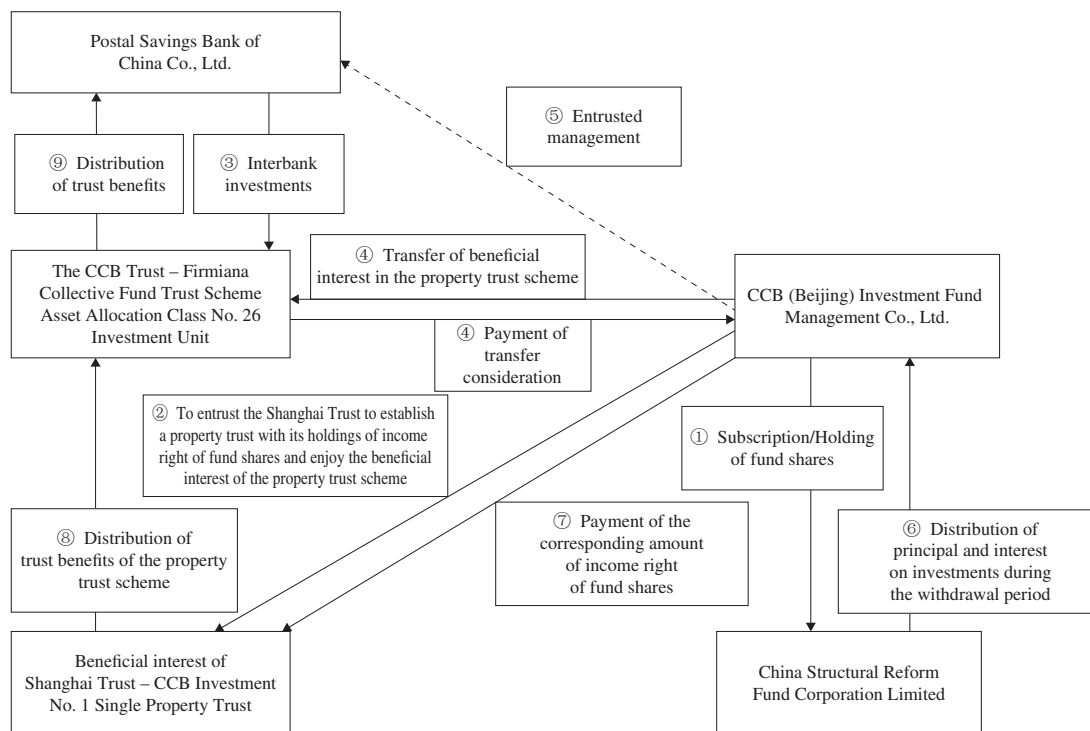 Postal Savings Bank of
China Co., Ltd.
⑤ Entrusted
management
⑨ Distribution
of trust benefits
③ Interbank
investments
④ Transfer of beneficial
interest in the property trust scheme
The CCB Trust – Firmiana
Collective Fund Trust Scheme
Asset Allocation Class No. 26
Investment Unit
CCB (Beijing) Investment Fund
Management Co., Ltd.
④ Payment of
transfer
consideration
② To entrust the Shanghai Trust to establish
a property trust with its holdings of income
right of fund shares and enjoy the beneficial
interest of the property trust scheme
① Subscription/Holding
of fund shares
⑧ Distribution of
trust benefits of the property
trust scheme
⑦ Payment of the
corresponding amount
of income right
of fund shares
⑥ Distribution of
principal and interest
on investments during
the withdrawal period
Beneficial interest of
Shanghai Trust – CCB Investment
No. 1 Single Property Trust
China Structural Reform
Fund Corporation Limited